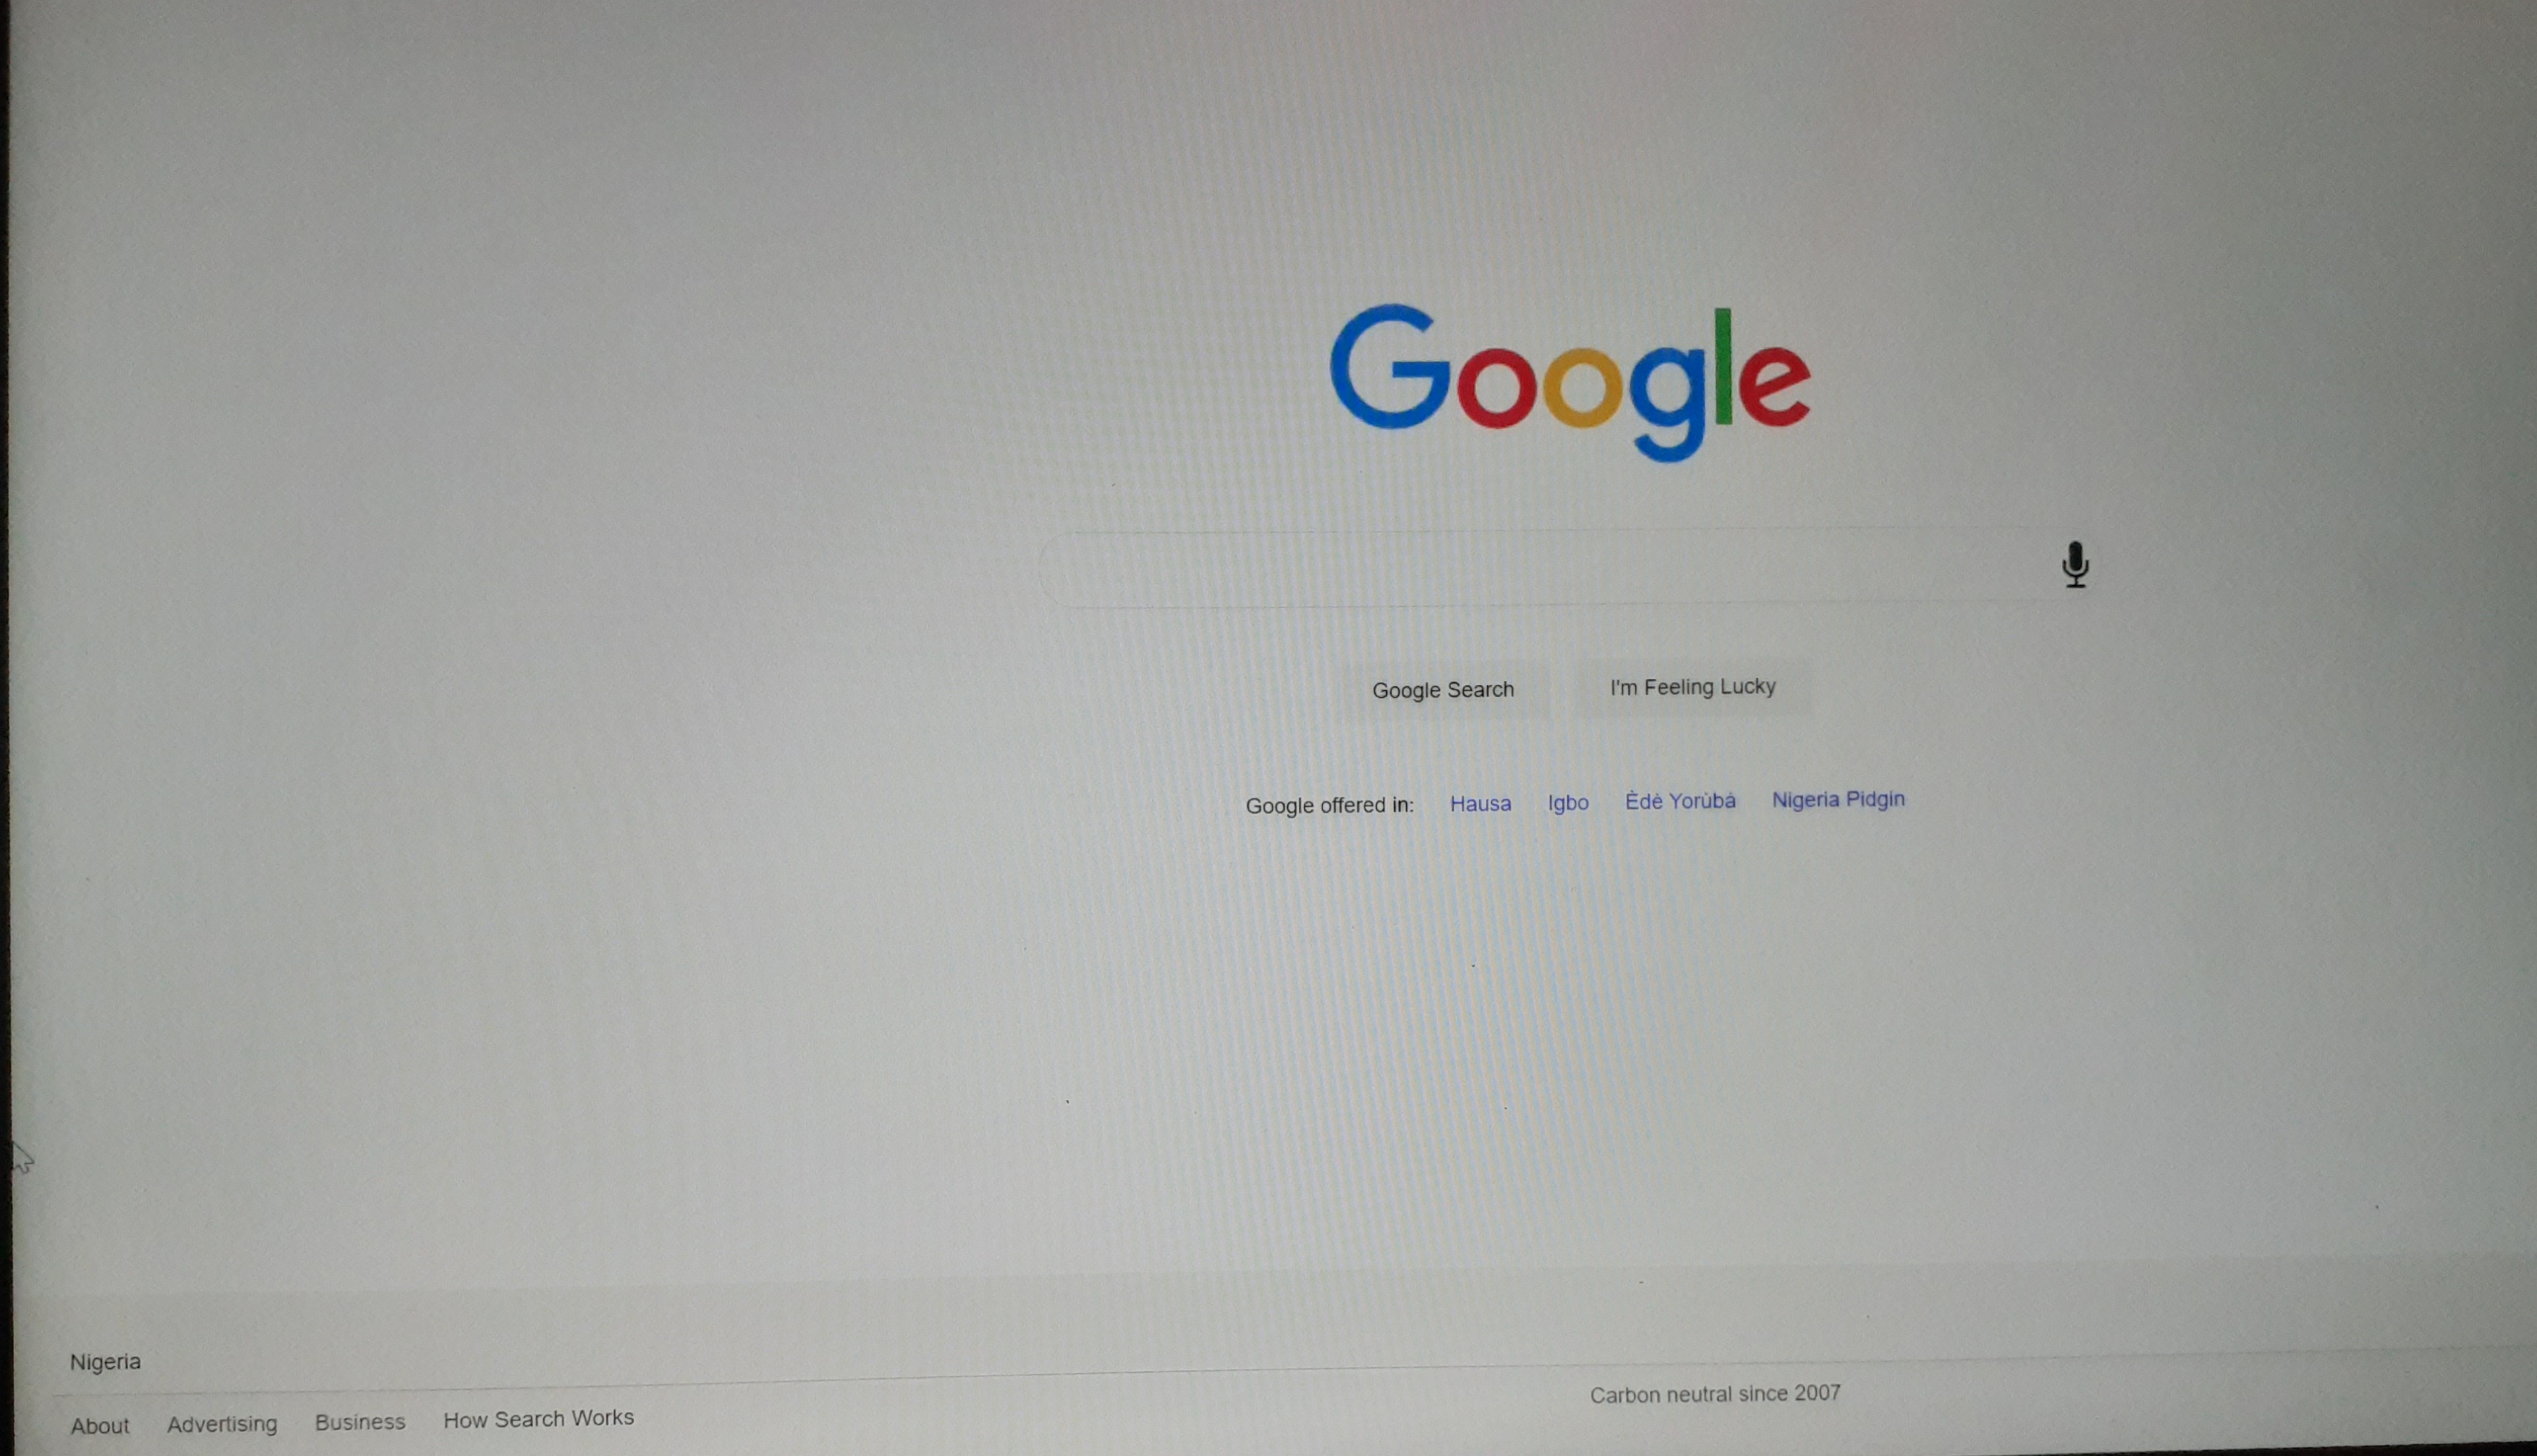 Google
Google Search I'm Feeling Lucky
Google offered in: Hausa Igbo Èdè Yorùbá Nigeria Pidgin
Nigeria
Carbon neutral since 2007
About Advertising Business How Search Works